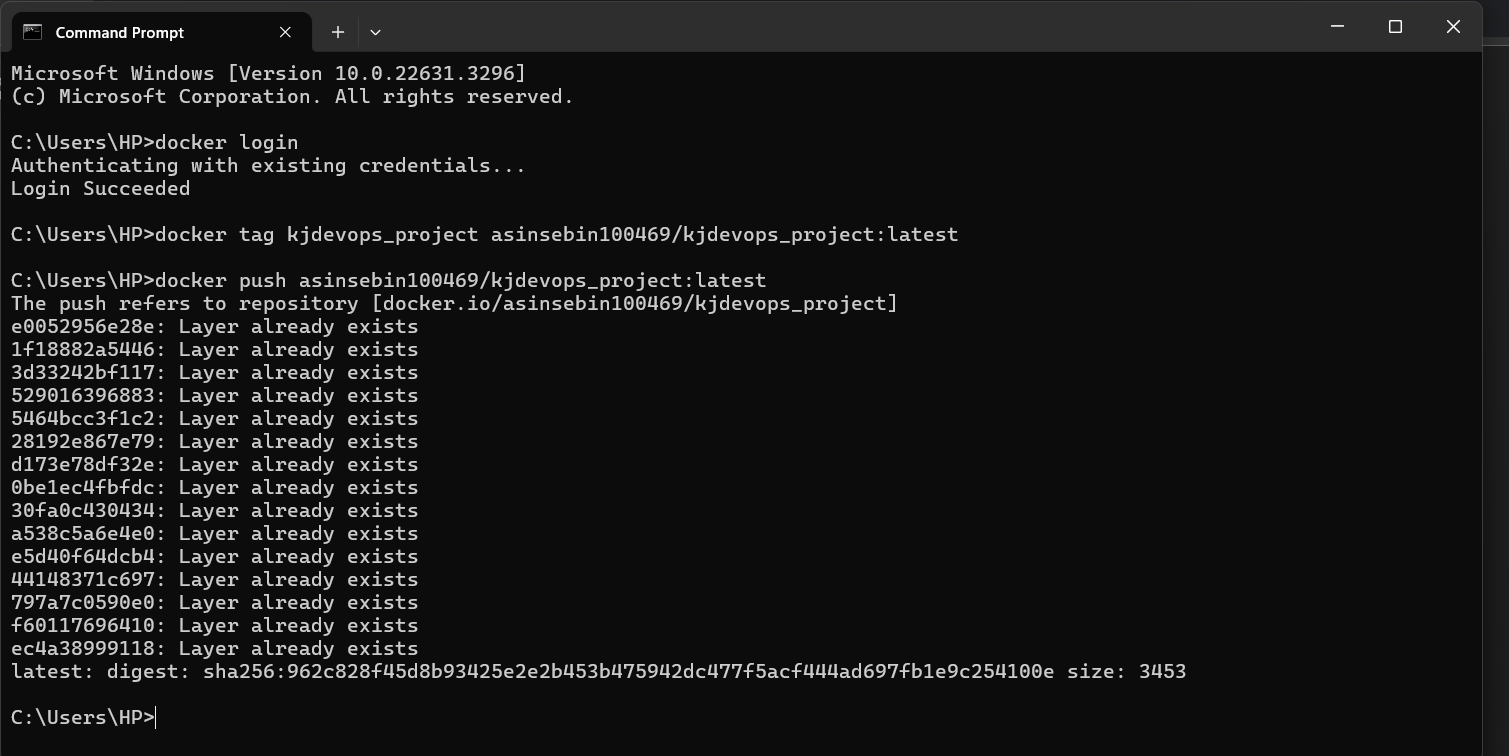 Command Prompt
Microsoft Windows [Version 10.0.22631.3296]
(c) Microsoft Corporation. All rights reserved.
C:\Users\HP>docker login
Authenticating with existing credentials...
Login Succeeded
C:\Users\HP>docker tag kjdevops_project asinsebin100469/kjdevops_project:latest
C:\Users\HP>docker push asinsebin100469/kjdevops_project:latest
The push refers to repository [docker.io/asinsebin100469/kjdevops_project]
e0052956e28e: Layer already exists
1f18882a5446: Layer already exists
3d33242bf117: Layer already exists
529016396883: Layer already exists
5464bcc3f1c2: Layer already exists
28192e867e79: Layer already exists
d173e78df32e: Layer already exists
0be1ec4fbfdc: Layer already exists
30fa0c430434: Layer already exists
a538c5a6e4e0: Layer already exists
e5d40f64dcb4: Layer already exists
44148371c697: Layer already exists
797a7c0590e0: Layer already exists
f60117696410: Layer already exists
ec4a38999118: Layer already exists
latest: digest: sha256:962c828f45d8b93425e2e2b453b475942dc477f5acf444ad697fb1e9c254100e size: 3453
C:\Users\HP>